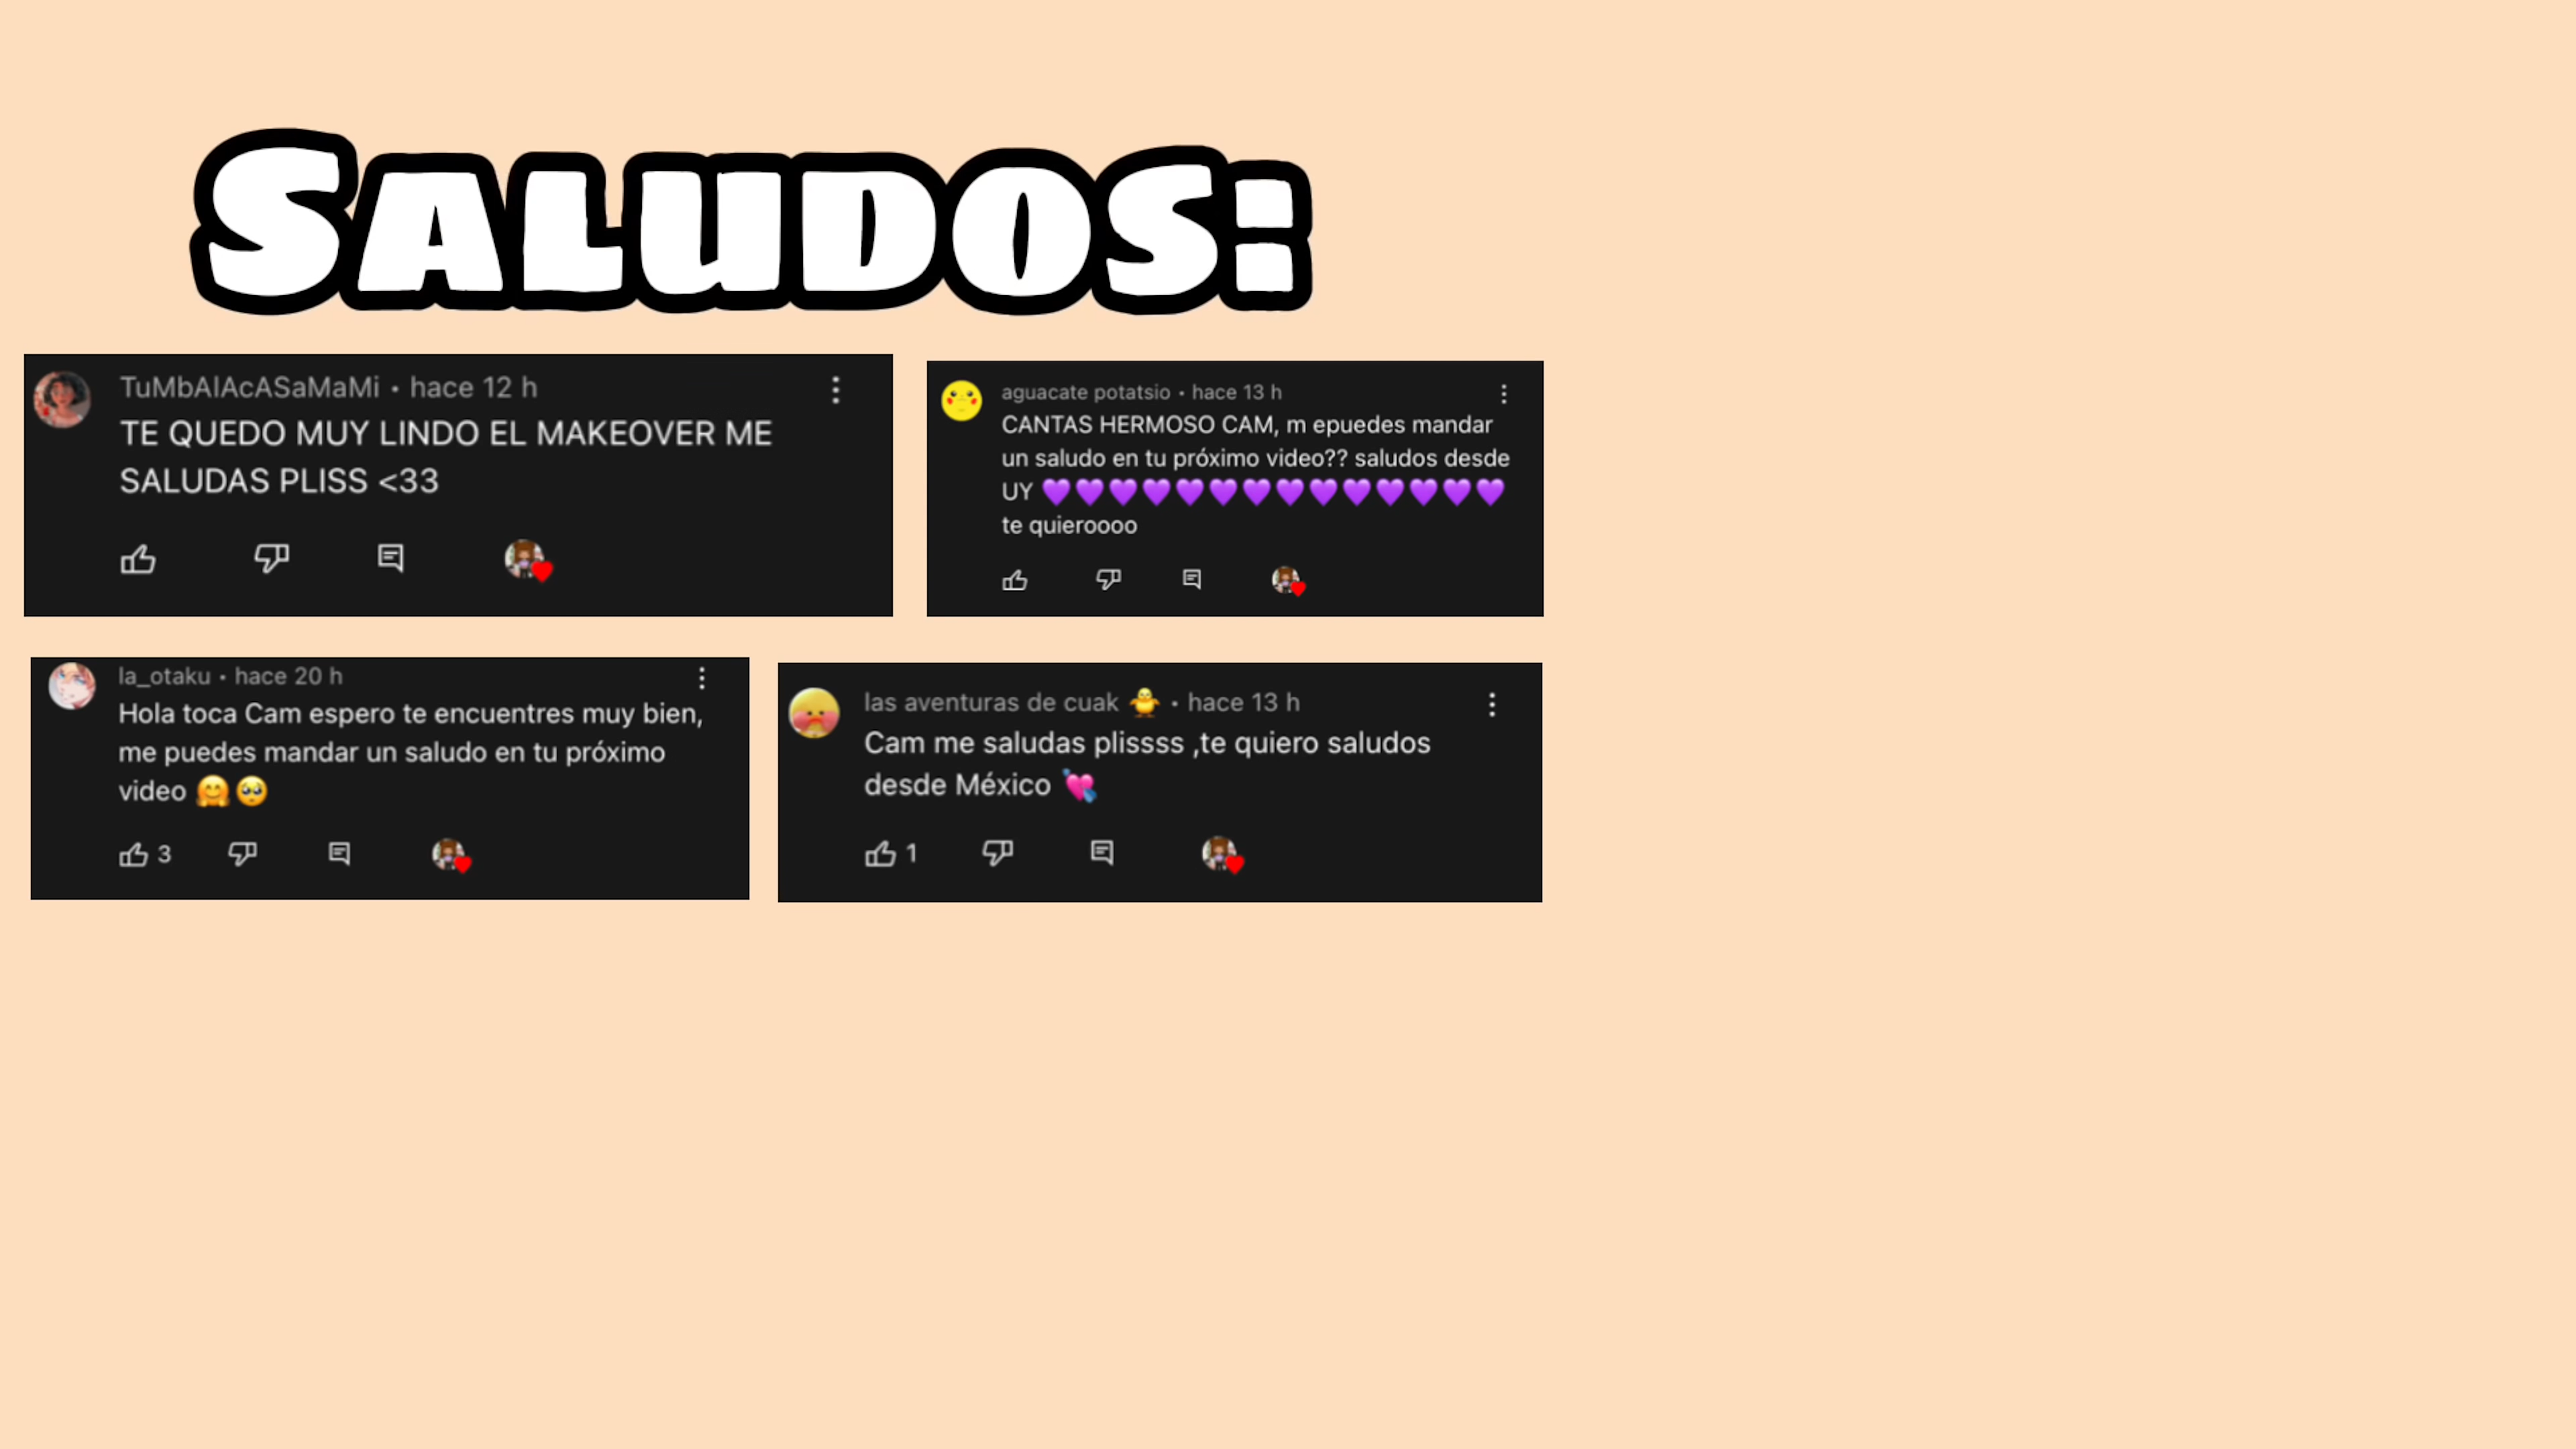 SALUDOS:
TuMbAlAcASaMaMi • hace 12 h
TE QUEDO MUY LINDO EL MAKEOVER ME
SALUDAS PLISS <33
aguacate potatsio • hace 13 h
CANTAS HERMOSO CAM, m epuedes mandar
un saludo en tu próximo video?? saludos desde
UY 💜💜💜💜💜💜💜💜💜💜💜💜💜💜
te quieroooo
la_otaku • hace 20 h
Hola toca Cam espero te encuentres muy bien,
me puedes mandar un saludo en tu próximo
video 🤗🥺
3
las aventuras de cuak 🐥 • hace 13 h
Cam me saludas plissss ,te quiero saludos
desde México 💘
1